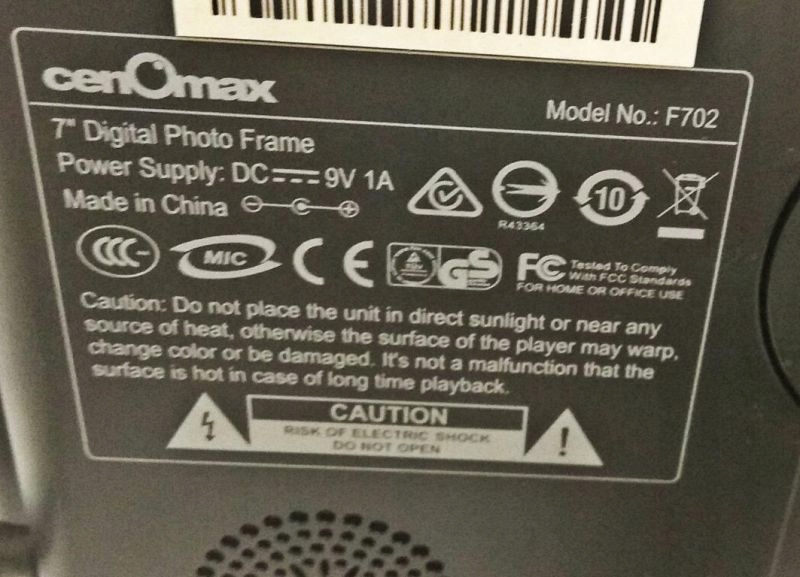 cenOmax
Model No.: F702
7" Digital Photo Frame
Power Supply: DC 9V 1A
Made in China
R43364
10
CCC
MIC
CE
TÜV
GS
FC Tested To Comply
With FCC Standards
FOR HOME OR OFFICE USE
Caution: Do not place the unit in direct sunlight or near any
source of heat, otherwise the surface of the player may warp,
change color or be damaged. It's not a malfunction that the
surface is hot in case of long time playback.
CAUTION
RISK OF ELECTRIC SHOCK
DO NOT OPEN